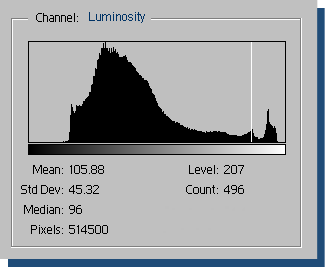 Channel: Luminosity
Mean: 105.88
Level: 207
Std Dev: 45.32
Count: 496
Median: 96
Pixels: 514500